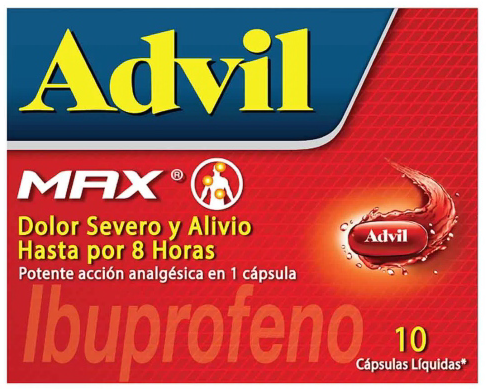 Advil
MAX®
Dolor Severo y Alivio
Hasta por 8 Horas
Potente acción analgésica en 1 cápsula
Advil
Ibuprofeno
10
Cápsulas Líquidas*